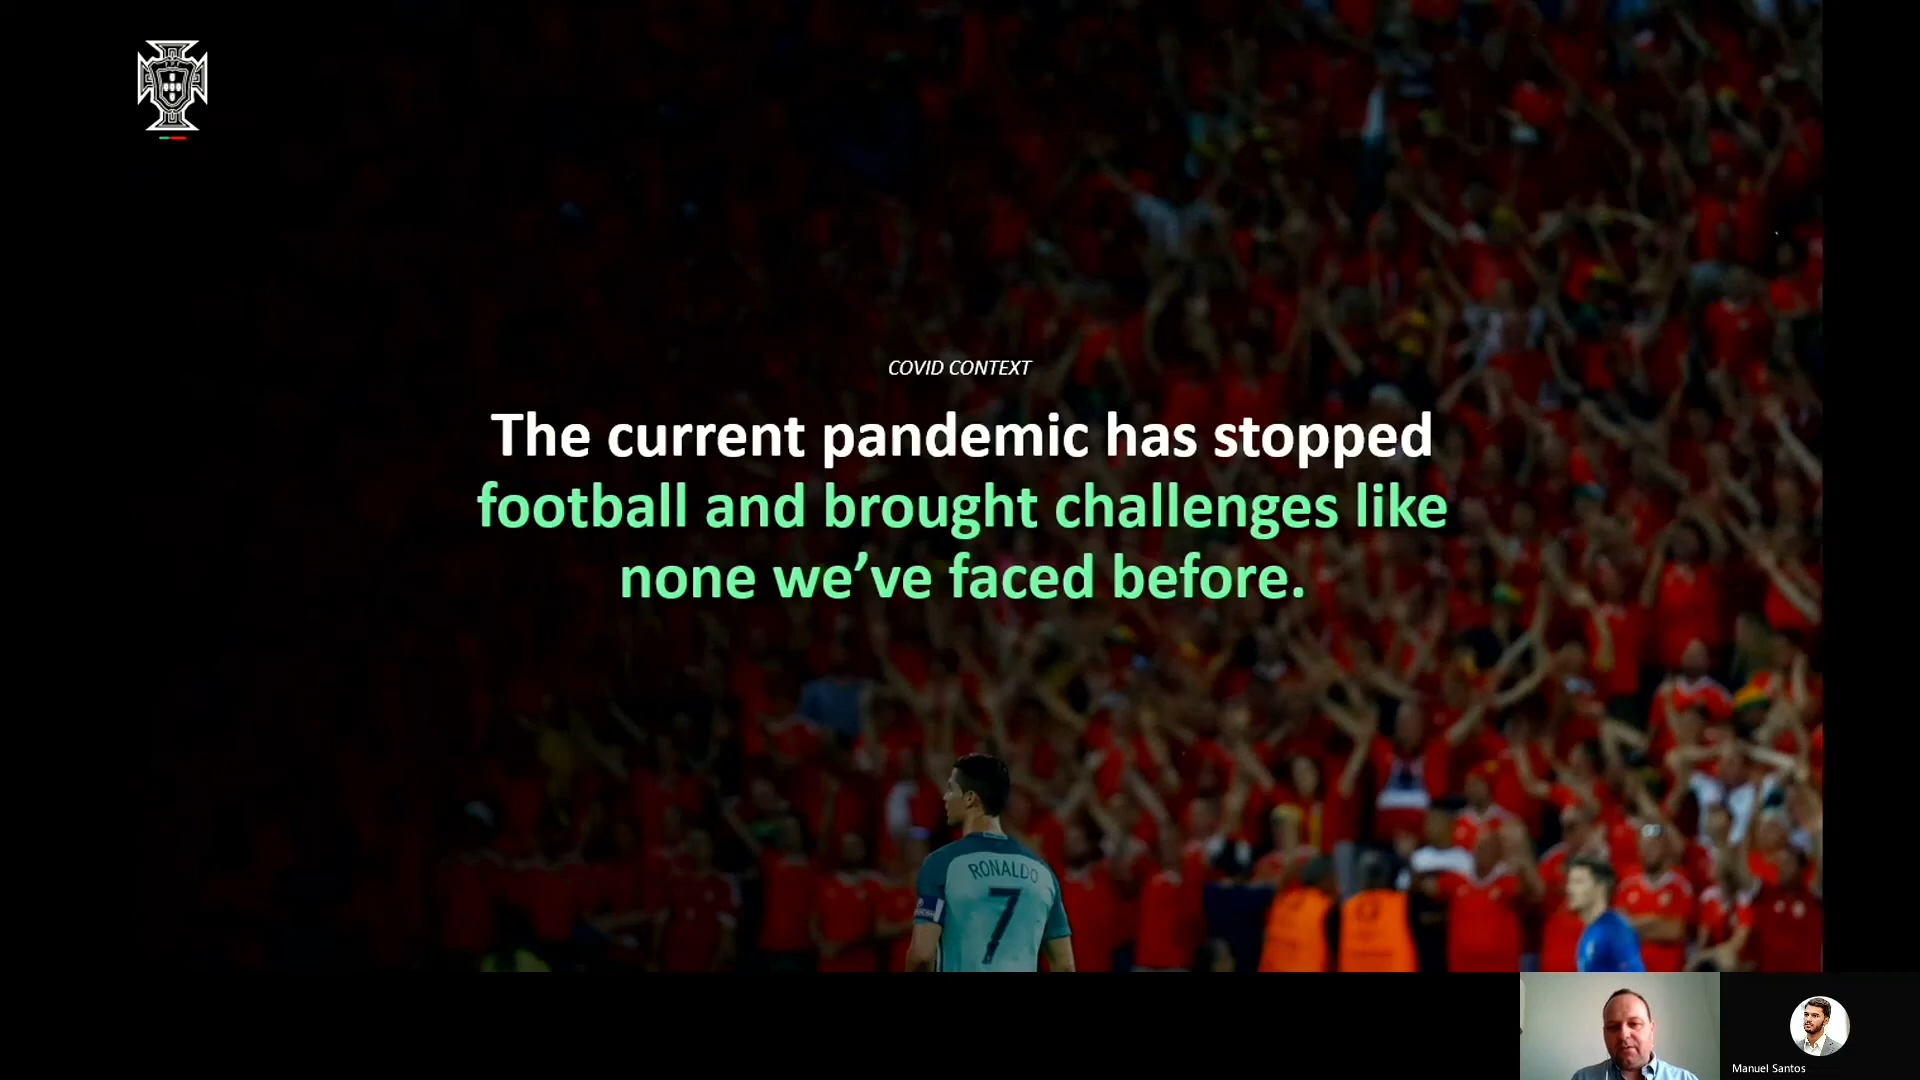 COVID CONTEXT
The current pandemic has stopped
football and brought challenges like
none we’ve faced before.
RONALDO
7
Manuel Santos